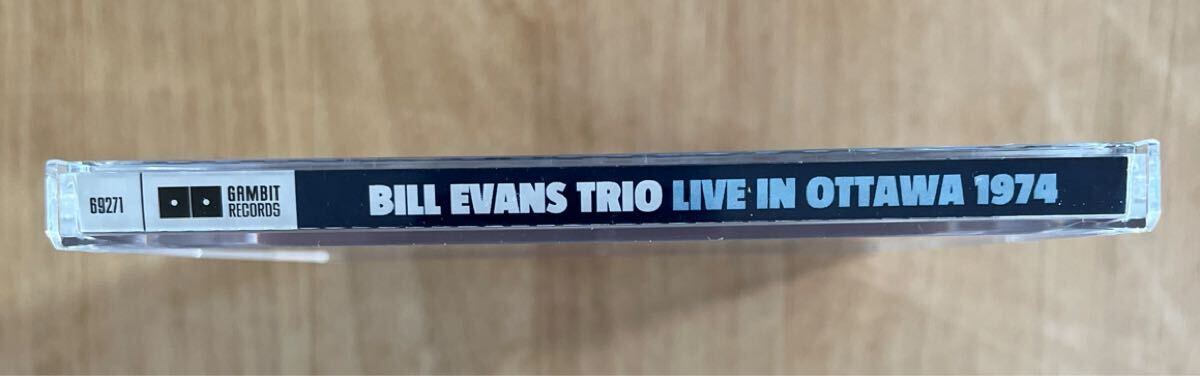 69271
GAMBIT
RECORDS
BILL EVANS TRIO LIVE IN OTTAWA 1974